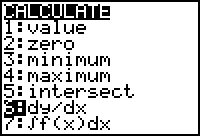 CALCULATE
1:value
2:zero
3:minimum
4:maximum
5:intersect
6:dy/dx
7:∫f(x)dx